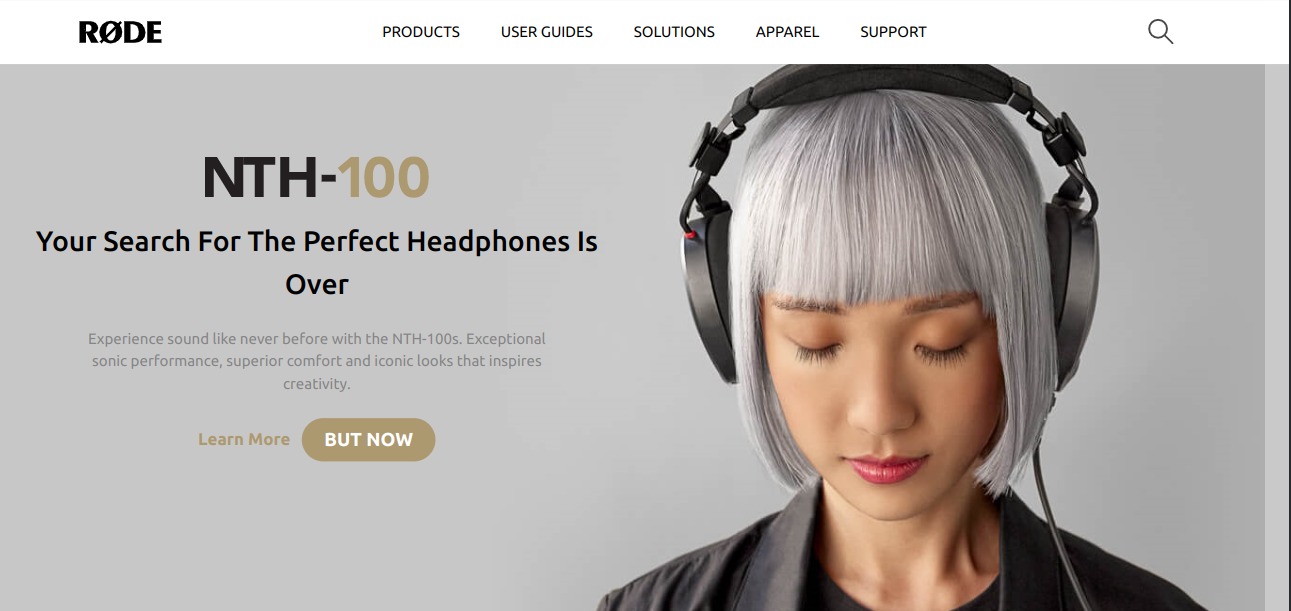 RØDE
PRODUCTS
USER GUIDES
SOLUTIONS
APPAREL
SUPPORT
NTH-100
Your Search For The Perfect Headphones Is
Over
Experience sound like never before with the NTH-100s. Exceptional
sonic performance, superior comfort and iconic looks that inspires
creativity.
Learn More
BUT NOW